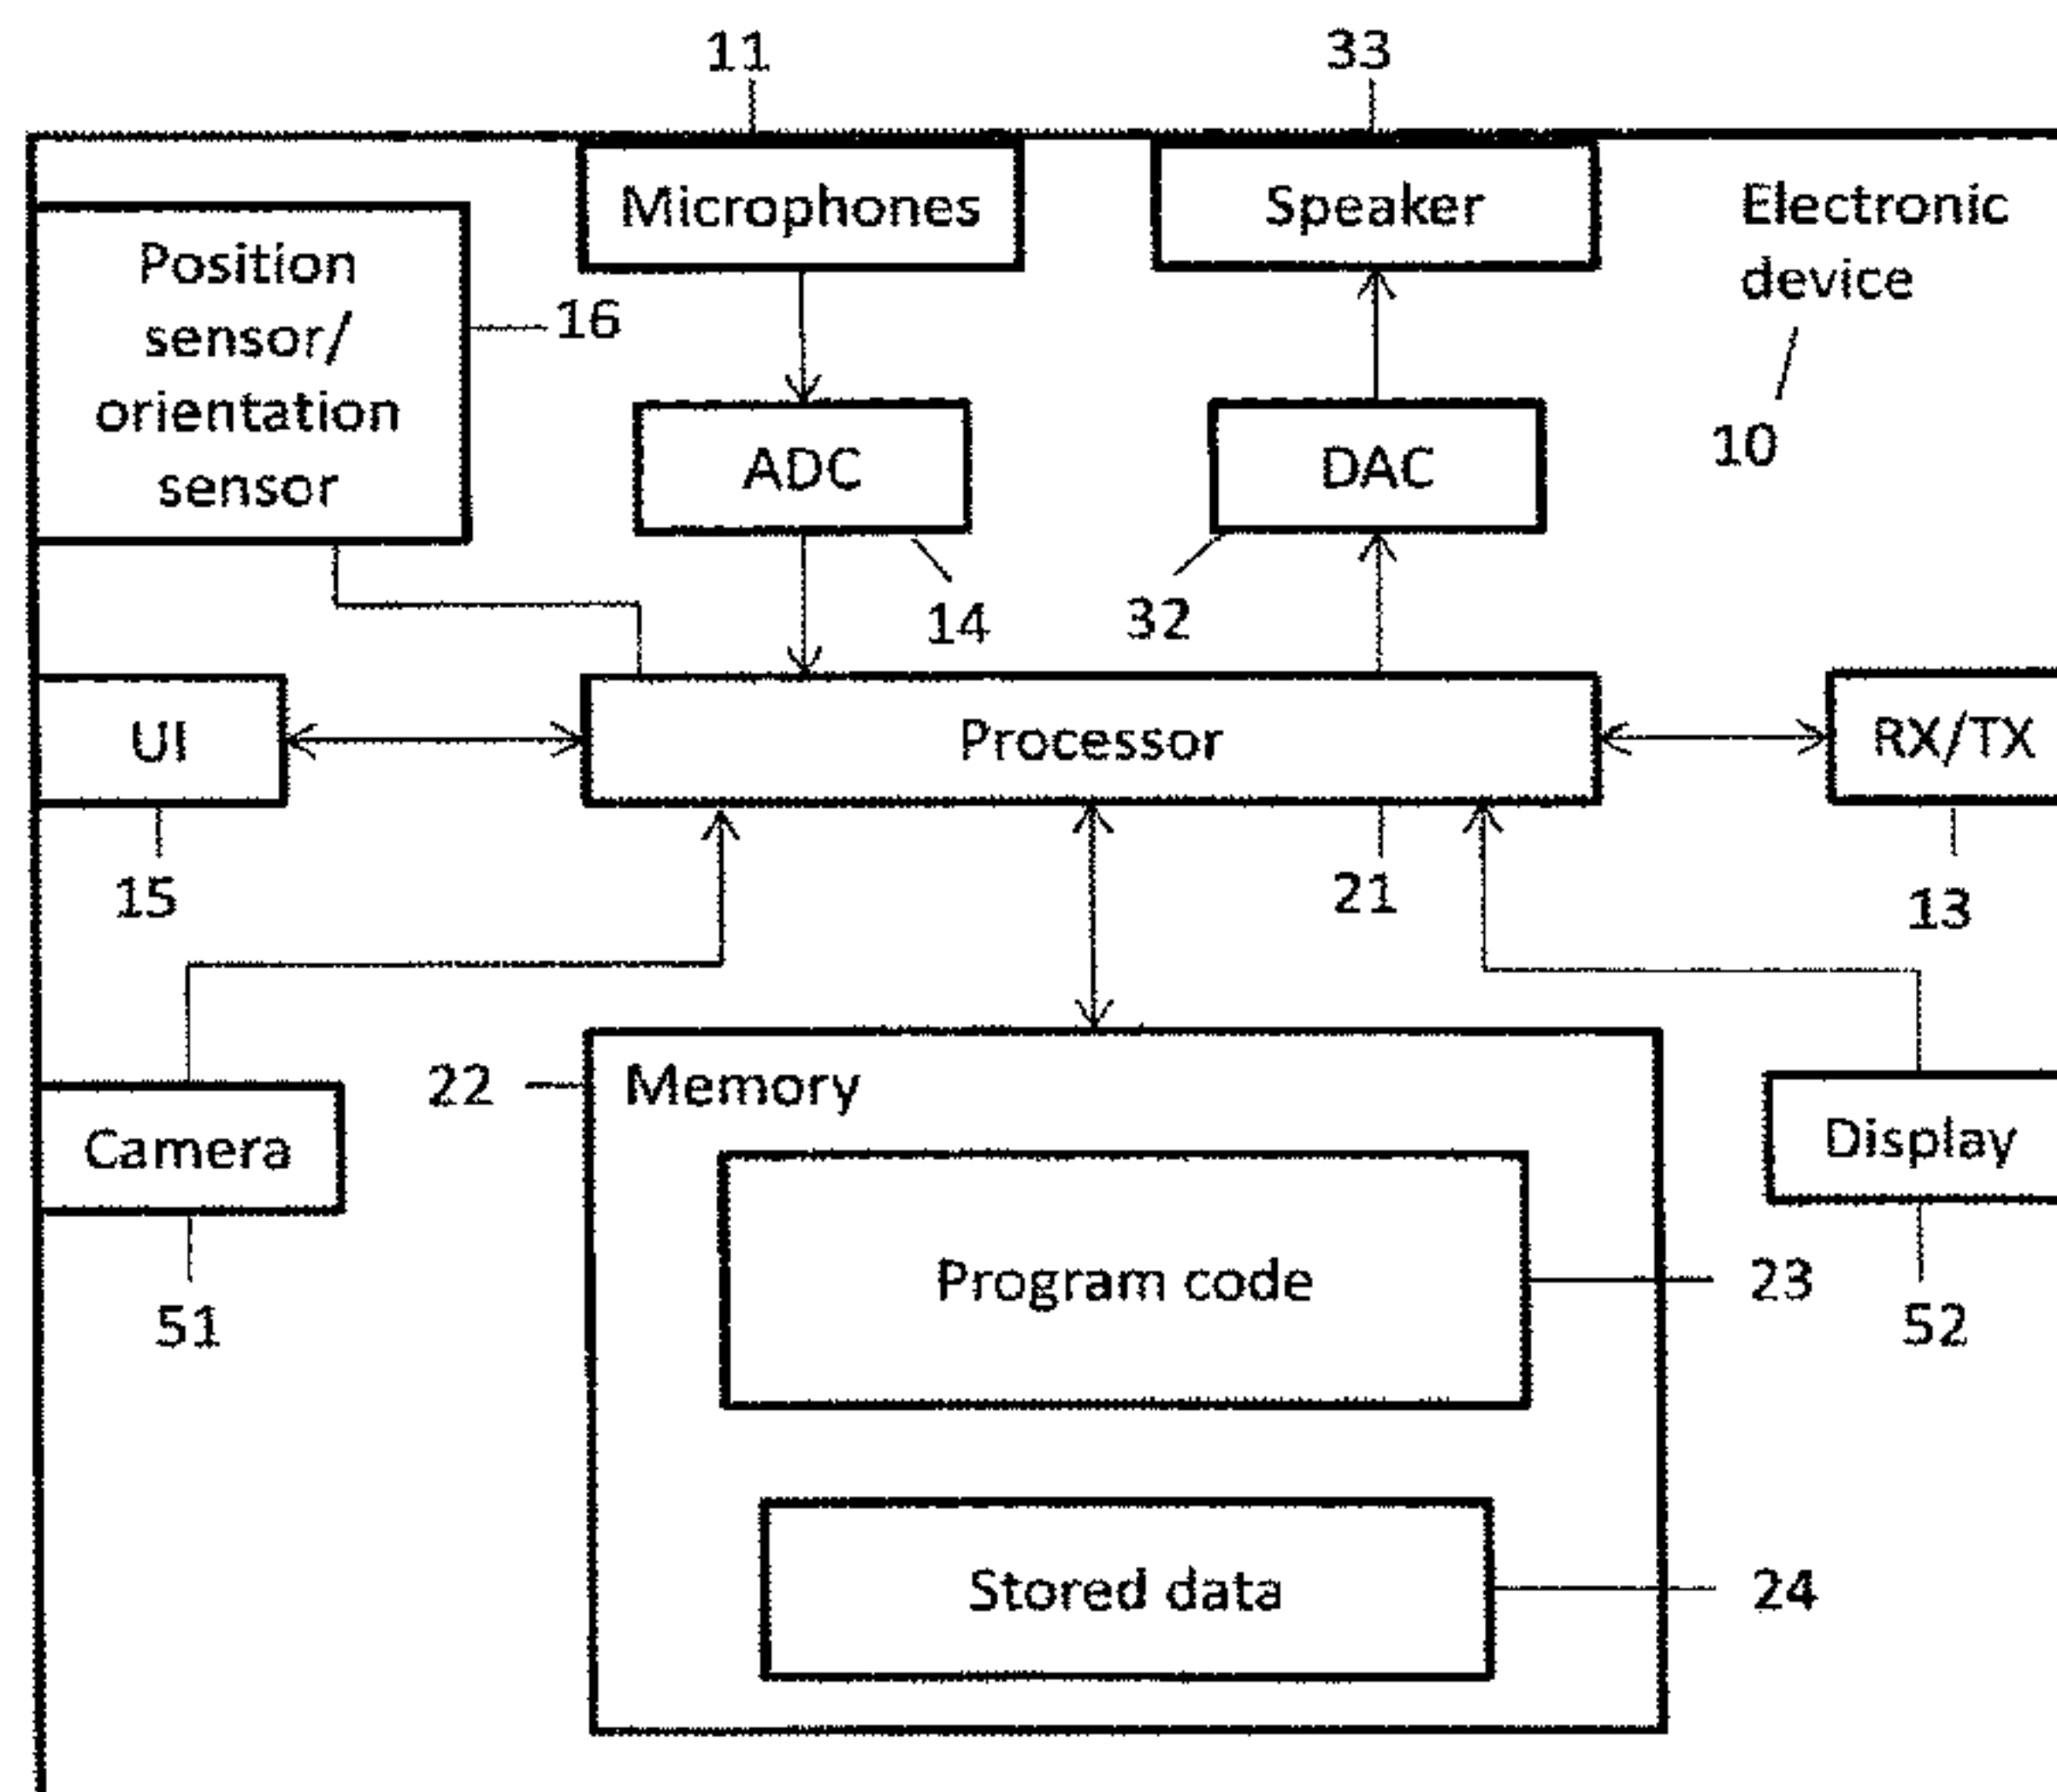 11
33
Microphones
Speaker
Electronic
device
10
Position
sensor/
orientation
sensor
16
ADC
DAC
14
32
UI
Processor
RX/TX
15
21
13
22
Memory
Camera
Display
51
52
Program code
23
Stored data
24